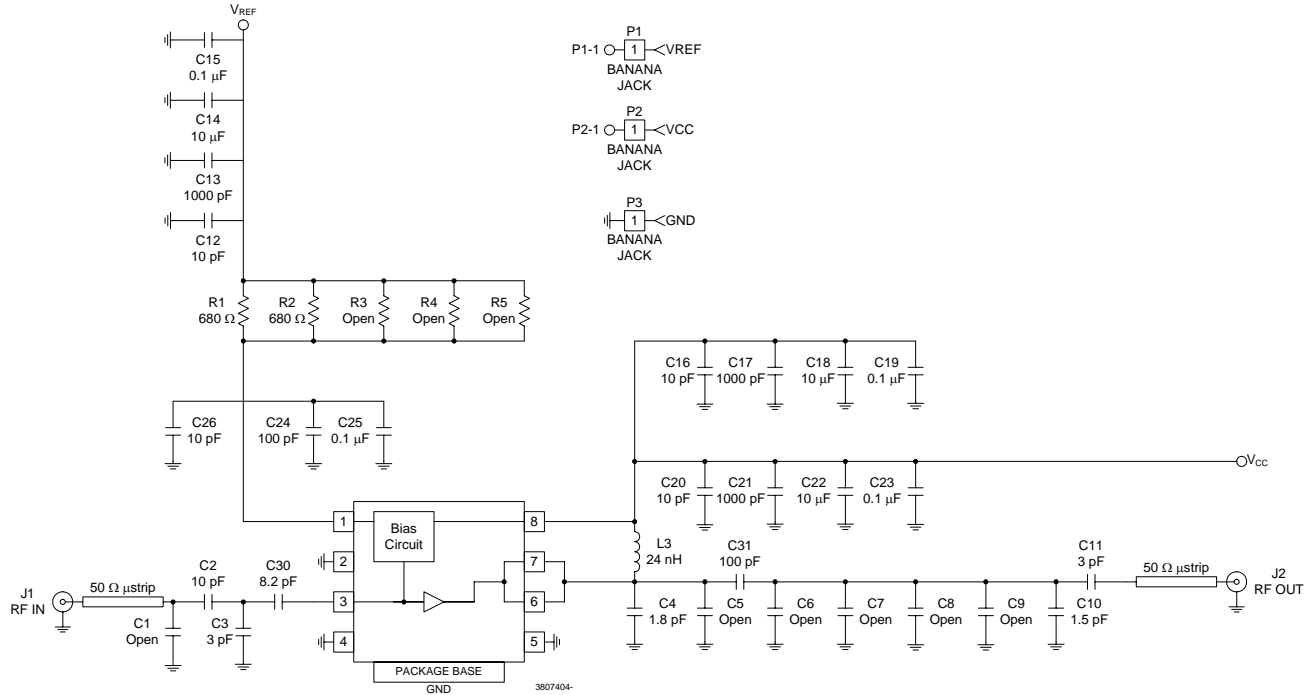 VREF
C15
0.1 µF
C14
10 µF
C13
1000 pF
C12
10 pF
P1
P1-1 1 VREF
BANANA
JACK
P2
P2-1 1 VCC
BANANA
JACK
P3
1 GND
BANANA
JACK
R1
680 Ω
R2
680 Ω
R3
Open
R4
Open
R5
Open
C26
10 pF
C24
100 pF
C25
0.1 µF
C16
10 pF
C17
1000 pF
C18
10 µF
C19
0.1 µF
VCC
C20
10 pF
C21
1000 pF
C22
10 µF
C23
0.1 µF
1
Bias
Circuit
8
2
7
3
6
4
5
PACKAGE BASE
GND
3807404-
L3
24 nH
C31
100 pF
C11
3 pF
50 Ω µstrip
J2
RF OUT
J1
RF IN
50 Ω µstrip
C2
10 pF
C30
8.2 pF
C1
Open
C3
3 pF
C4
1.8 pF
C5
Open
C6
Open
C7
Open
C8
Open
C9
Open
C10
1.5 pF